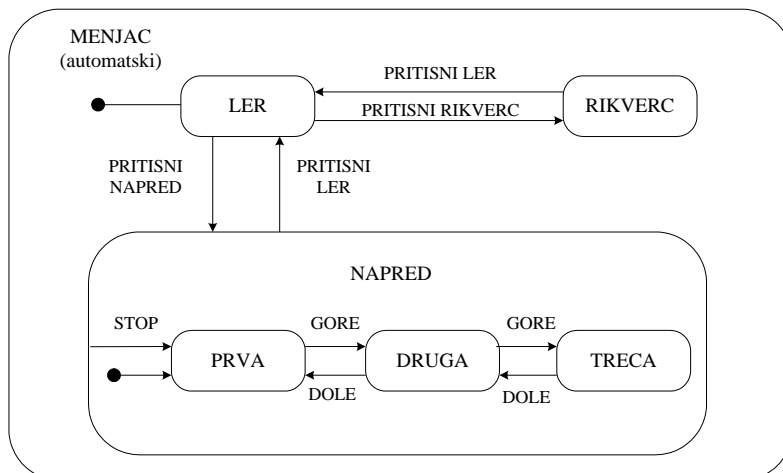 MENJAC
(automatski)
PRITISNI LER
LER
PRITISNI RIKVERC
RIKVERC
PRITISNI
NAPRED
PRITISNI
LER
NAPRED
STOP
GORE
GORE
PRVA
DRUGA
TRECA
DOLE
DOLE